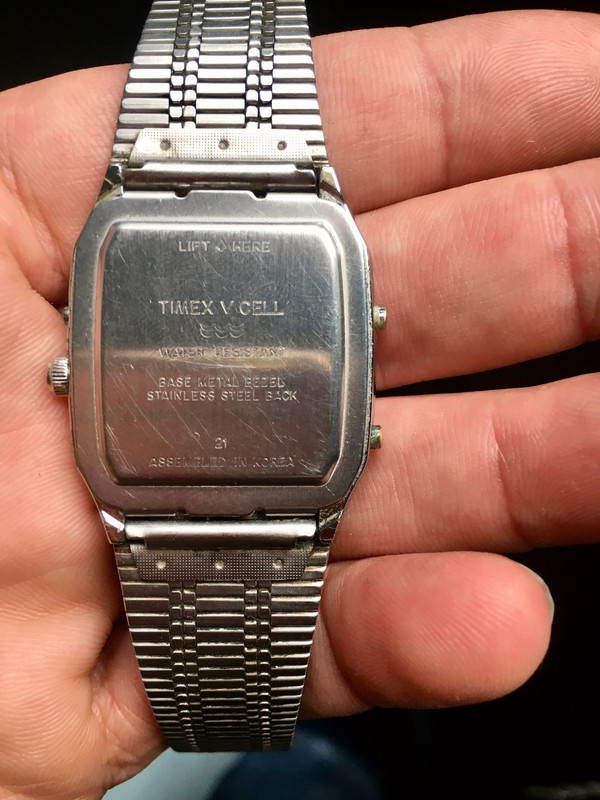 LIFT HERE
TIMEX V CELL
WATER RESISTANT
BASE METAL BEZEL
STAINLESS STEEL BACK
21
ASSEMBLED IN KOREA